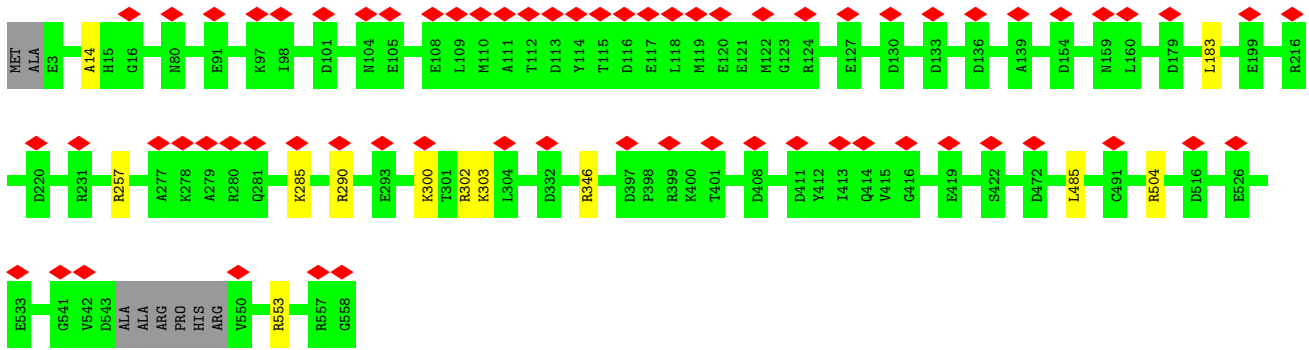 MET ALA E3 A14 H15 G16 N80 E91 K97 I98 D101 N104 E105 E108 L109 M110 A111 T112 D113 Y114 T115 D116 E117 L118 M119 E120 E121 M122 G123 R124 E127 D130 D133 D136 A139 D154 N159 L160 D179 L183 E199 R216
D220 R231 R257 A277 K278 A279 R280 Q281 K285 R290 E293 K300 T301 R302 K303 L304 D332 R346 D397 P398 R399 K400 T401 D408 D411 Y412 I413 Q414 V415 G416 E419 S422 D472 L485 C491 R504 D516 E526
E533 G541 V542 D543 ALA ALA ARG PRO HIS ARG V550 R553 R557 G558